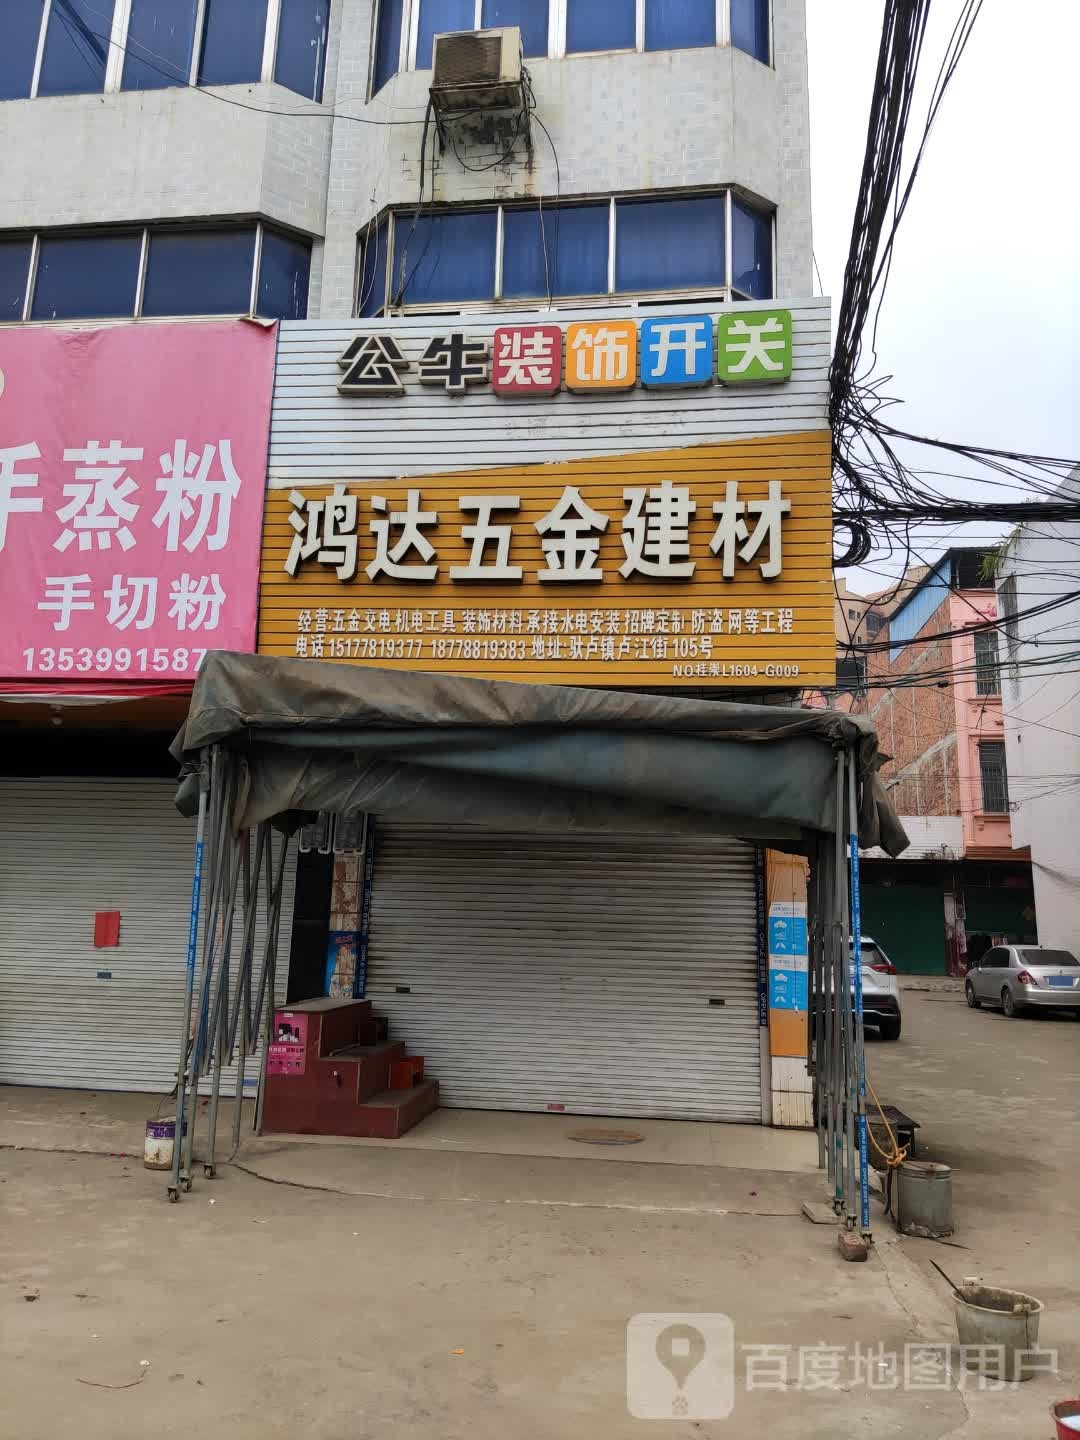 公牛装饰开关
鸿达五金建材
经营:五金交电 机电工具 装饰材料 承接水电安装 招牌定制 防盗网等工程
电话 15177819377 18778819383 地址:驮卢镇卢江街105号
NO.桂崇L1604-G009
手蒸粉
手切粉
1353991587
百度地图用户